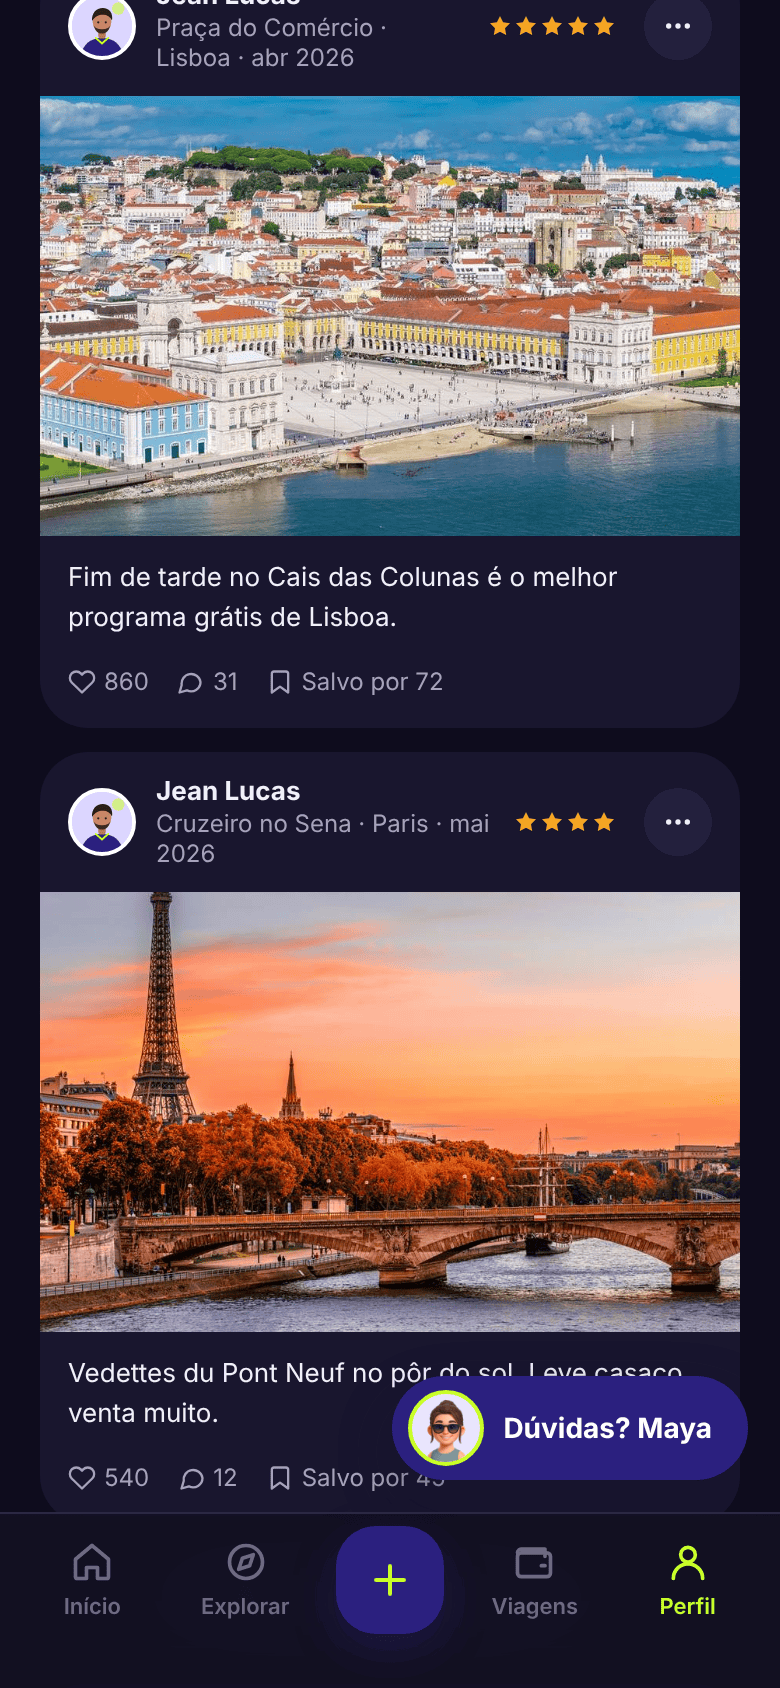 Jean Lucas
Praça do Comércio ·
Lisboa · abr 2026
Fim de tarde no Cais das Colunas é o melhor
programa grátis de Lisboa.
860 31 Salvo por 72
Jean Lucas
Cruzeiro no Sena · Paris · mai
2026
Vedettes du Pont Neuf no pôr do sol. Leve casaco,
venta muito.
Dúvidas? Maya
540 12 Salvo por
Início Explorar Viagens Perfil